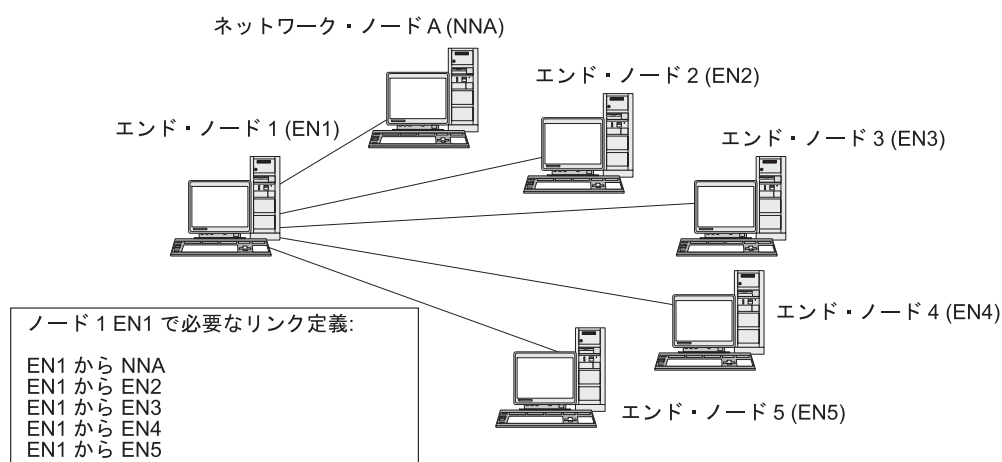 ネットワーク・ノード A (NNA)
エンド・ノード 2 (EN2)
エンド・ノード 1 (EN1)
エンド・ノード 3 (EN3)
エンド・ノード 4 (EN4)
エンド・ノード 5 (EN5)
ノード 1 EN1 で必要なリンク定義:
EN1 から NNA
EN1 から EN2
EN1 から EN3
EN1 から EN4
EN1 から EN5